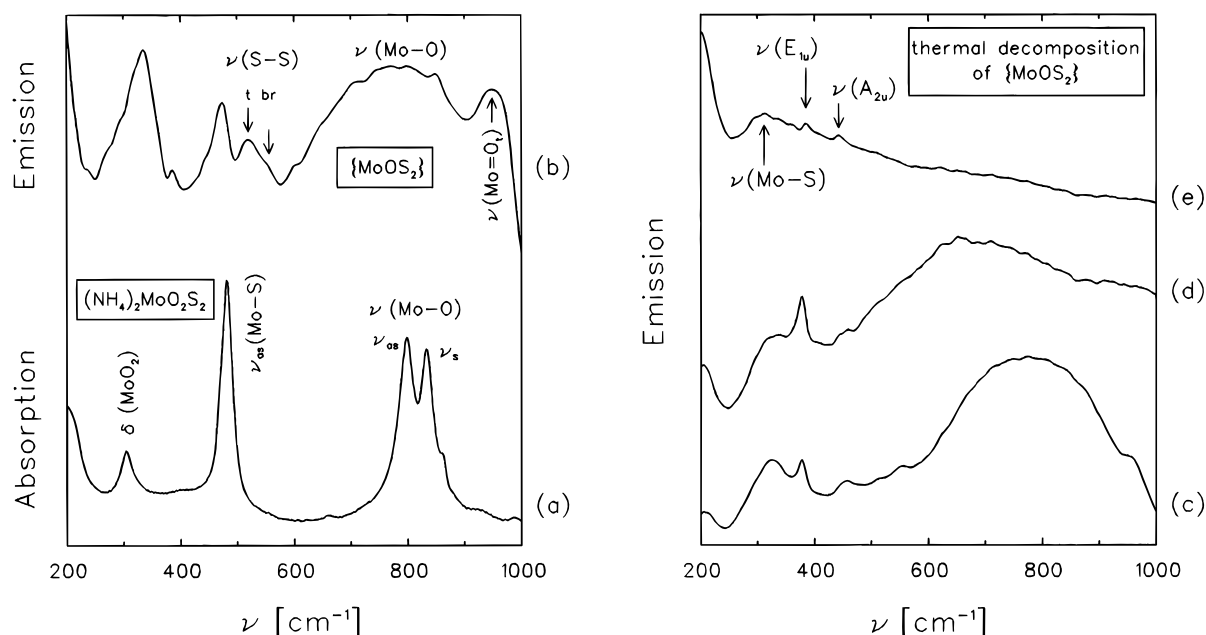 Emission
Absorption
ν (S–S)
t br
ν (Mo–O)
{MoOS₂}
ν(Mo=Oₜ)
(b)
(NH₄)₂MoO₂S₂
δ (MoO₂)
νₐₛ(Mo–S)
ν (Mo–O)
νₐₛ
νₛ
(a)
200 400 600 800 1000
ν [cm⁻¹]
Emission
thermal decomposition
of {MoOS₂}
ν(E₁ᵤ)
ν(A₂ᵤ)
ν(Mo–S)
(e)
(d)
(c)
200 400 600 800 1000
ν [cm⁻¹]